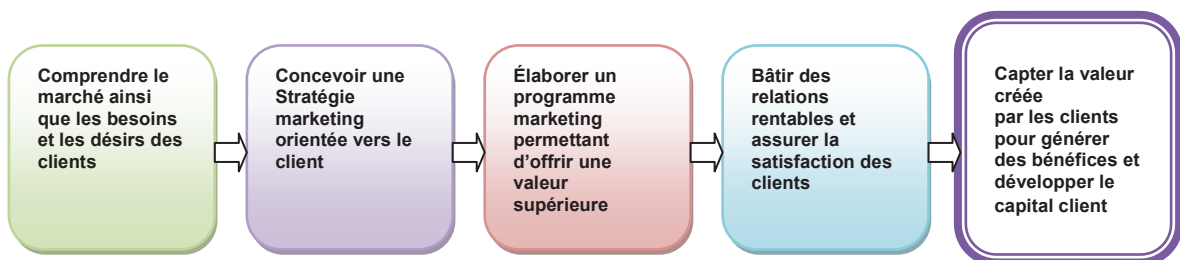 Comprendre le
marché ainsi
que les besoins
et les désirs des
clients
Concevoir une
Stratégie
marketing
orientée vers le
client
Élaborer un
programme
marketing
permettant
d'offrir une
valeur
supérieure
Bâtir des
relations
rentables et
assurer la
satisfaction des
clients
Capter la valeur
créée
par les clients
pour générer
des bénéfices et
développer le
capital client